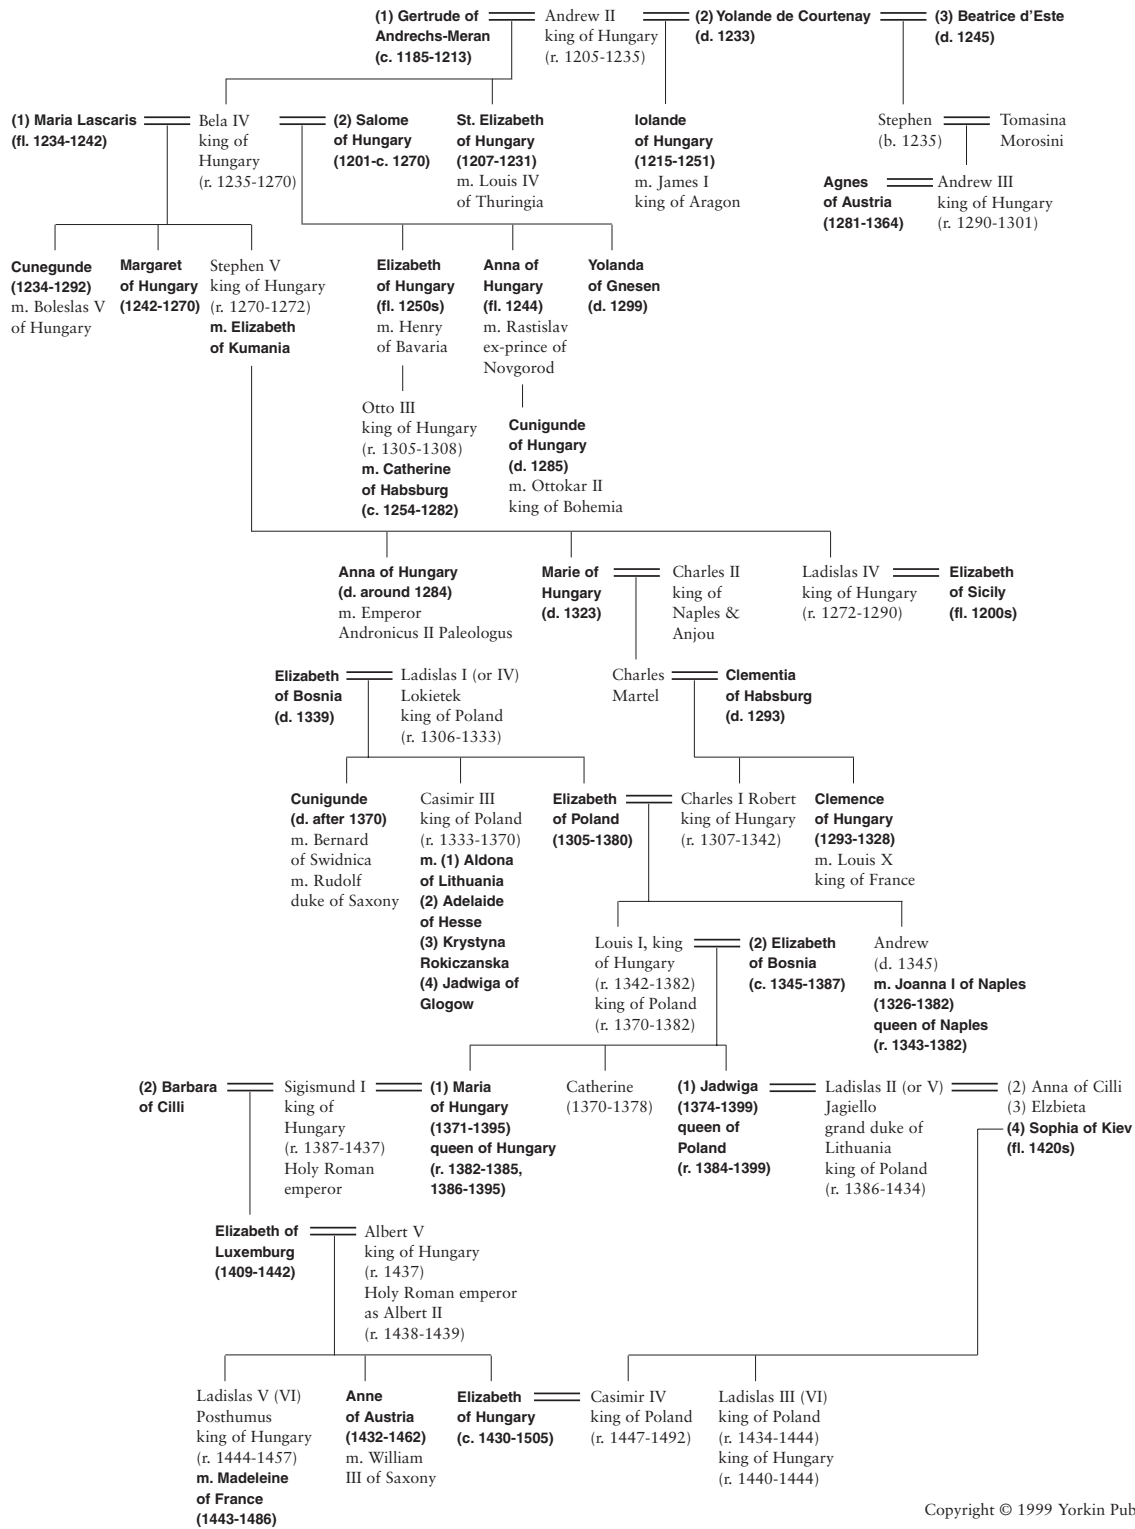 (1) Gertrude of
Andrechs-Meran
(c. 1185-1213)
Andrew II
king of Hungary
(r. 1205-1235)
(2) Yolande de Courtenay
(d. 1233)
(3) Beatrice d’Este
(d. 1245)
(1) Maria Lascaris
(fl. 1234-1242)
Bela IV
king of
Hungary
(r. 1235-1270)
(2) Salome
of Hungary
(1201-c. 1270)
St. Elizabeth
of Hungary
(1207-1231)
m. Louis IV
of Thuringia
Iolande
of Hungary
(1215-1251)
m. James I
king of Aragon
Stephen
(b. 1235)
Tomasina
Morosini
Agnes
of Austria
(1281-1364)
Andrew III
king of Hungary
(r. 1290-1301)
Cunegunde
(1234-1292)
m. Boleslas V
of Hungary
Margaret
of Hungary
(1242-1270)
Stephen V
king of Hungary
(r. 1270-1272)
m. Elizabeth
of Kumania
Elizabeth
of Hungary
(fl. 1250s)
m. Henry
of Bavaria
Anna of
Hungary
(fl. 1244)
m. Rastislav
ex-prince of
Novgorod
Yolanda
of Gnesen
(d. 1299)
Otto III
king of Hungary
(r. 1305-1308)
m. Catherine
of Habsburg
(c. 1254-1282)
Cunigunde
of Hungary
(d. 1285)
m. Ottokar II
king of Bohemia
Anna of Hungary
(d. around 1284)
m. Emperor
Andronicus II Paleologus
Marie of
Hungary
(d. 1323)
Charles II
king of
Naples &
Anjou
Ladislas IV
king of Hungary
(r. 1272-1290)
Elizabeth
of Sicily
(fl. 1200s)
Elizabeth
of Bosnia
(d. 1339)
Ladislas I (or IV)
Lokietek
king of Poland
(r. 1306-1333)
Charles
Martel
Clementia
of Habsburg
(d. 1293)
Cunigunde
(d. after 1370)
m. Bernard
of Swidnica
m. Rudolf
duke of Saxony
Casimir III
king of Poland
(r. 1333-1370)
m. (1) Aldona
of Lithuania
(2) Adelaide
of Hesse
(3) Krystyna
Rokiczanska
(4) Jadwiga of
Glogow
Elizabeth
of Poland
(1305-1380)
Charles I Robert
king of Hungary
(r. 1307-1342)
Clemence
of Hungary
(1293-1328)
m. Louis X
king of France
Louis I, king
of Hungary
(r. 1342-1382)
king of Poland
(r. 1370-1382)
(2) Elizabeth
of Bosnia
(c. 1345-1387)
Andrew
(d. 1345)
m. Joanna I of Naples
(1326-1382)
queen of Naples
(r. 1343-1382)
(2) Barbara
of Cilli
Sigismund I
king of
Hungary
(r. 1387-1437)
Holy Roman
emperor
(1) Maria
of Hungary
(1371-1395)
queen of Hungary
(r. 1382-1385,
1386-1395)
Catherine
(1370-1378)
(1) Jadwiga
(1374-1399)
queen of
Poland
(r. 1384-1399)
Ladislas II (or V)
Jagiello
grand duke of
Lithuania
king of Poland
(r. 1386-1434)
(2) Anna of Cilli
(3) Elzbieta
(4) Sophia of Kiev
(fl. 1420s)
Elizabeth of
Luxemburg
(1409-1442)
Albert V
king of Hungary
(r. 1437)
Holy Roman emperor
as Albert II
(r. 1438-1439)
Ladislas V (VI)
Posthumus
king of Hungary
(r. 1444-1457)
m. Madeleine
of France
(1443-1486)
Anne
of Austria
(1432-1462)
m. William
III of Saxony
Elizabeth
of Hungary
(c. 1430-1505)
Casimir IV
king of Poland
(r. 1447-1492)
Ladislas III (VI)
king of Poland
(r. 1434-1444)
king of Hungary
(r. 1440-1444)
Copyright © 1999 Yorkin Pub